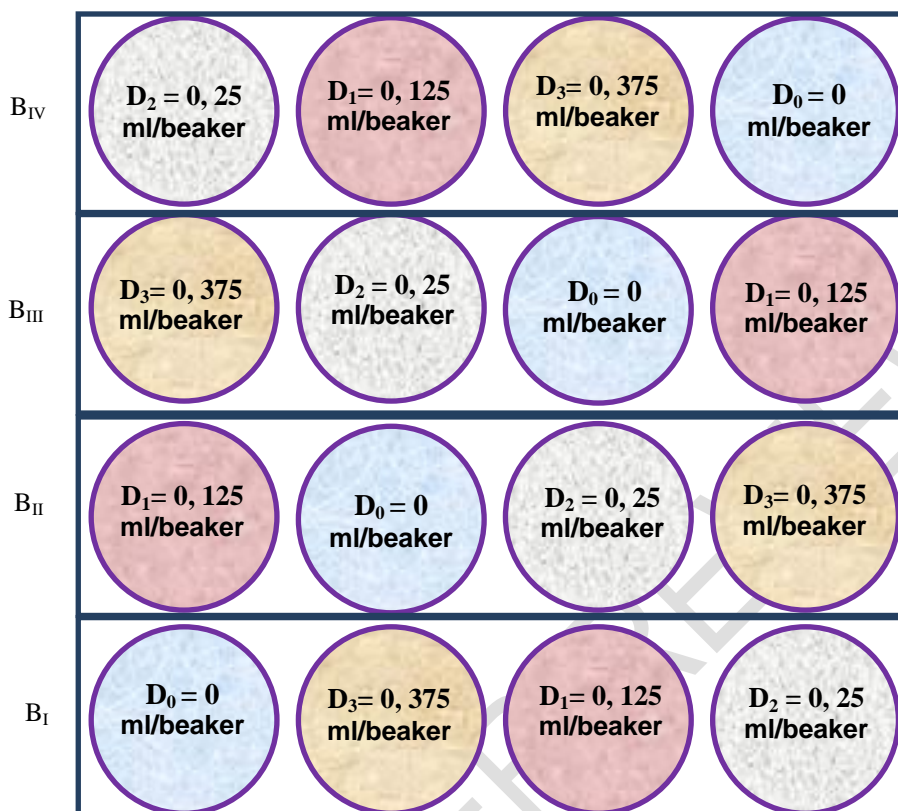 B_IV
D₂ = 0, 25
ml/beaker
D₁= 0, 125
ml/beaker
D₃= 0, 375
ml/beaker
D₀ = 0
ml/beaker
B_III
D₃= 0, 375
ml/beaker
D₂ = 0, 25
ml/beaker
D₀ = 0
ml/beaker
D₁= 0, 125
ml/beaker
B_II
D₁= 0, 125
ml/beaker
D₀ = 0
ml/beaker
D₂ = 0, 25
ml/beaker
D₃= 0, 375
ml/beaker
B_I
D₀ = 0
ml/beaker
D₃= 0, 375
ml/beaker
D₁= 0, 125
ml/beaker
D₂ = 0, 25
ml/beaker